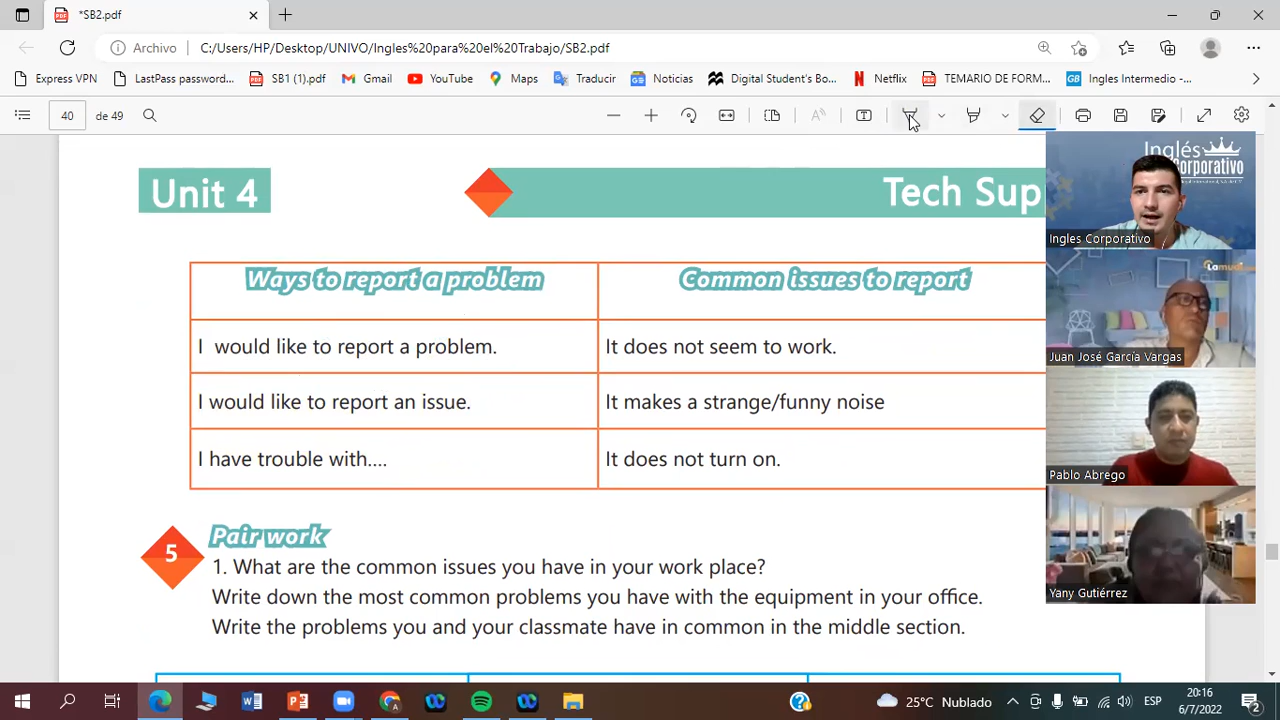 *SB2.pdf
Archivo C:/Users/HP/Desktop/UNIVO/Ingles%20para%20el%20Trabajo/SB2.pdf
Express VPN LastPass password... SB1 (1).pdf Gmail YouTube Maps Traducir Noticias Digital Student's Bo... Netflix TEMARIO DE FORM... Ingles Intermedio -...
40 de 49
Unit 4 Tech Sup
Ways to report a problem Common issues to report
I would like to report a problem. It does not seem to work.
I would like to report an issue. It makes a strange/funny noise
I have trouble with.... It does not turn on.
5 Pair work
1. What are the common issues you have in your work place?
Write down the most common problems you have with the equipment in your office.
Write the problems you and your classmate have in common in the middle section.
Inglés
Corporativo
Ingles Corporativo
Juan José García Vargas
Pablo Abrego
Yany Gutiérrez
25°C Nublado ESP 20:16
6/7/2022 2